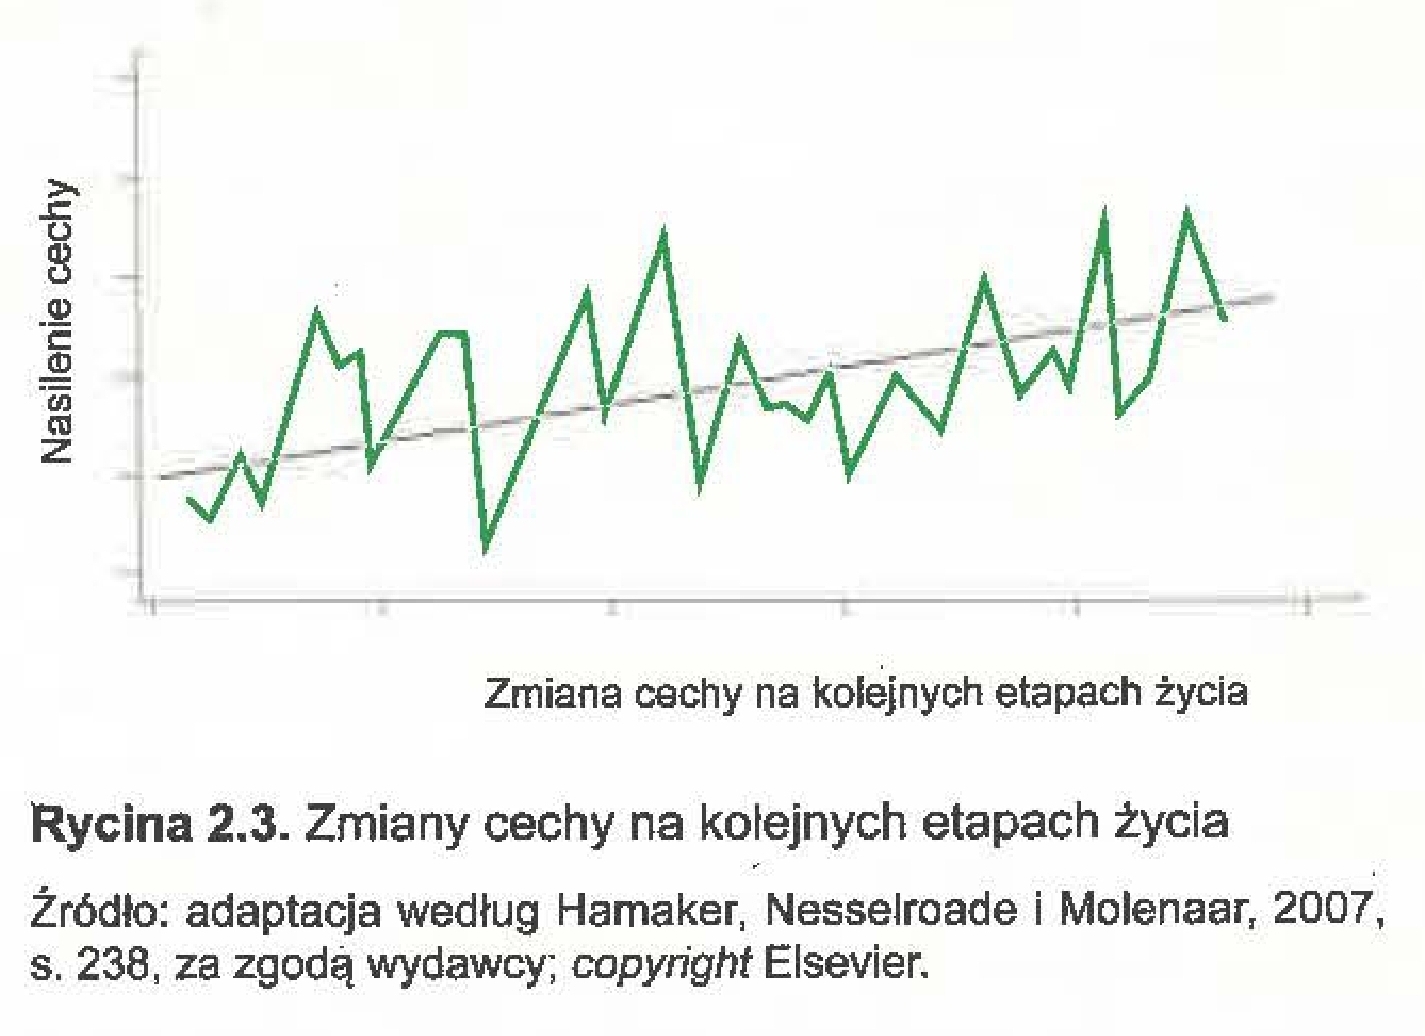 Nasilenie cechy
Zmiana cechy na kolejnych etapach życia
Rycina 2.3. Zmiany cechy na kolejnych etapach życia
Źródło: adaptacja według Hamaker, Nesselroade i Molenaar, 2007,
s. 238, za zgodą wydawcy; copyright Elsevier.